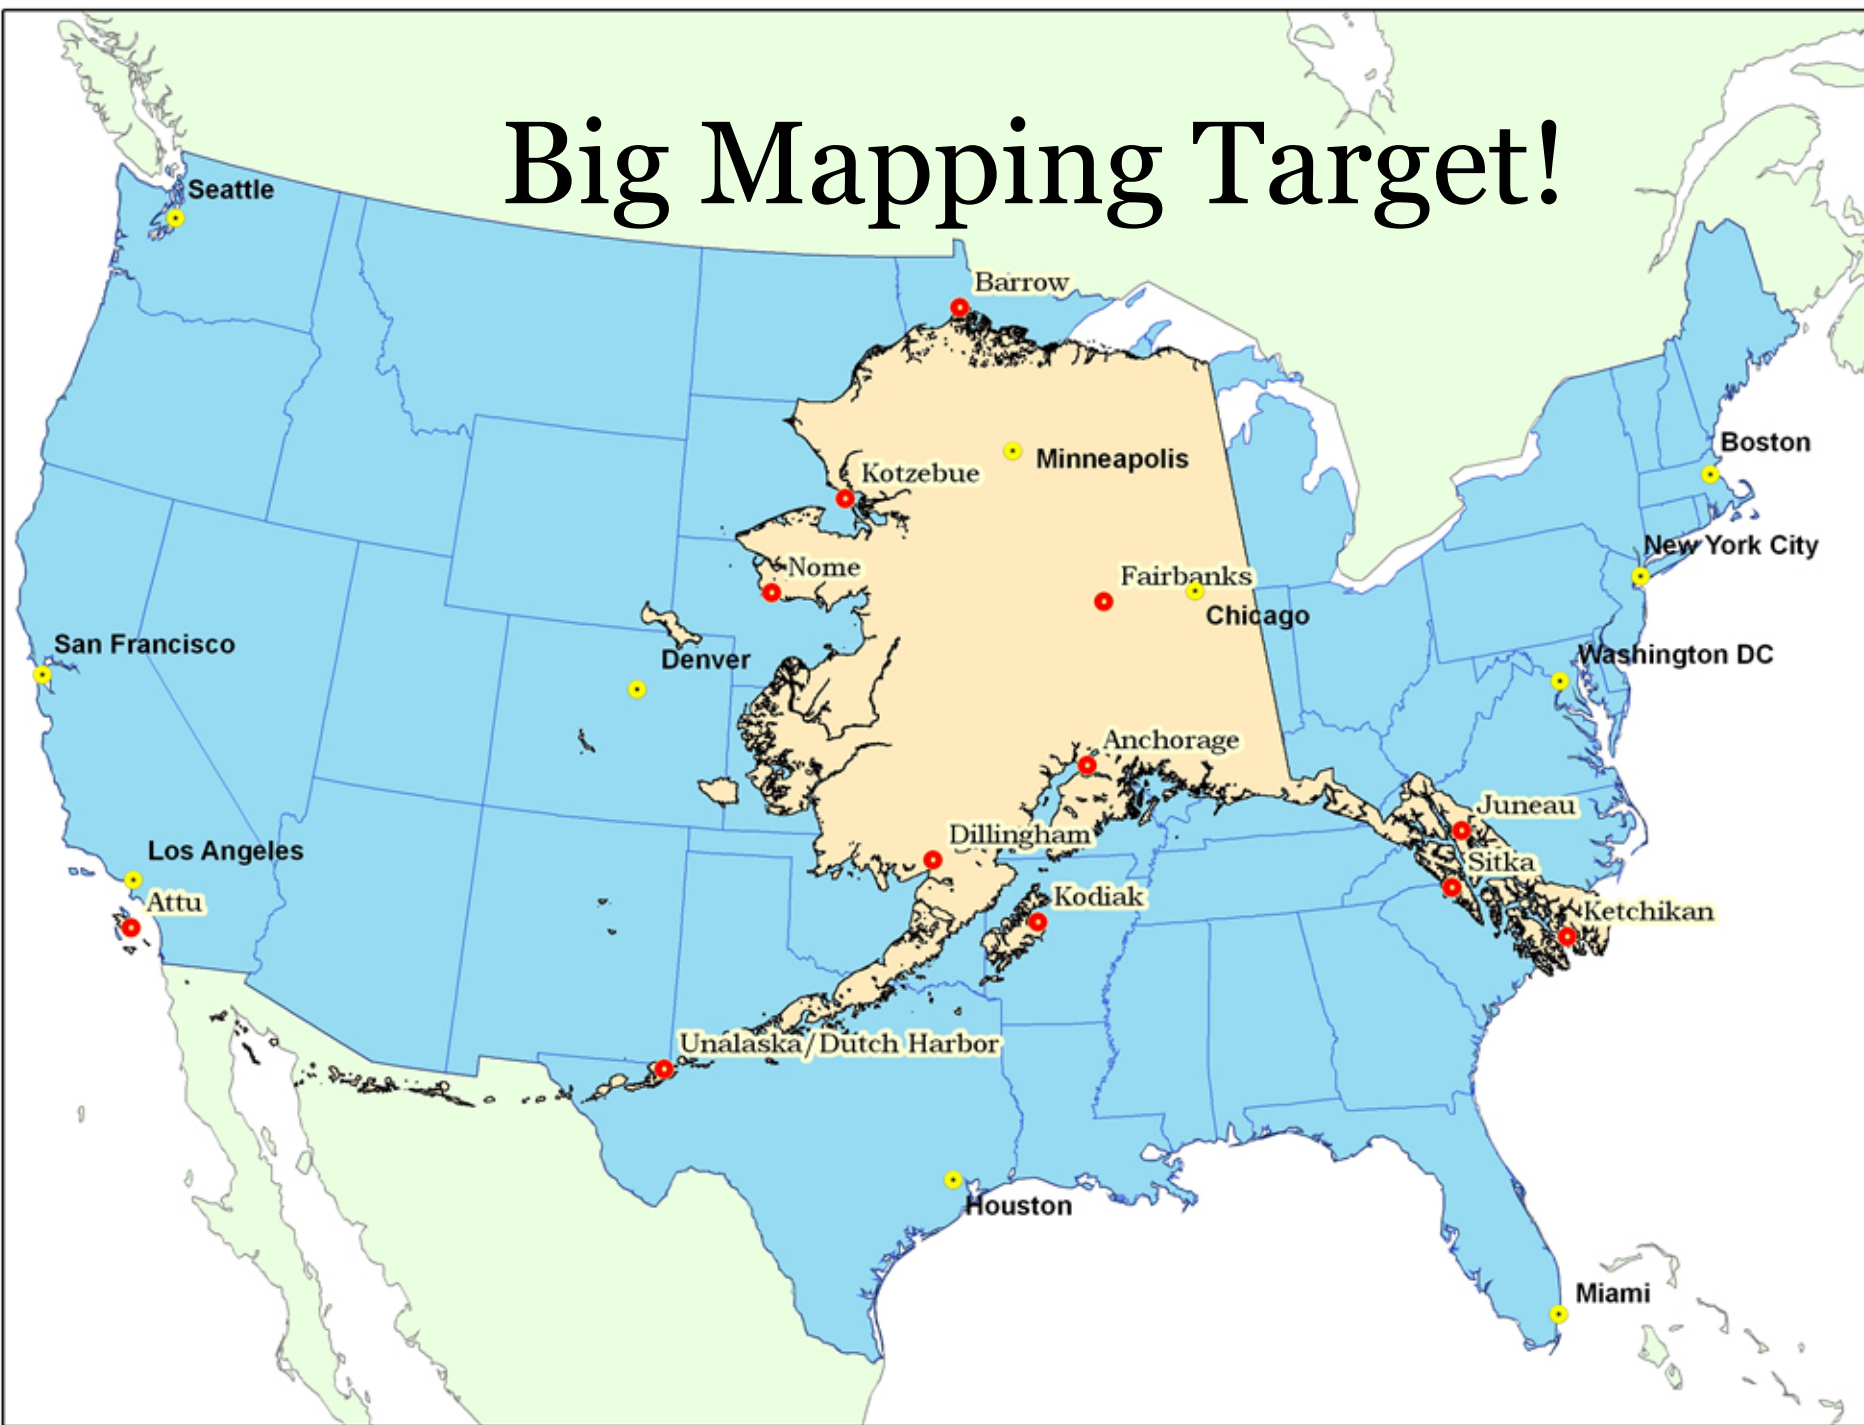 Big Mapping Target!
Seattle
Barrow
Boston
Minneapolis
Kotzebue
New York City
Nome
Fairbanks
Chicago
San Francisco
Denver
Washington DC
Anchorage
Juneau
Dillingham
Los Angeles
Sitka
Attu
Kodiak
Ketchikan
Unalaska/Dutch Harbor
Houston
Miami